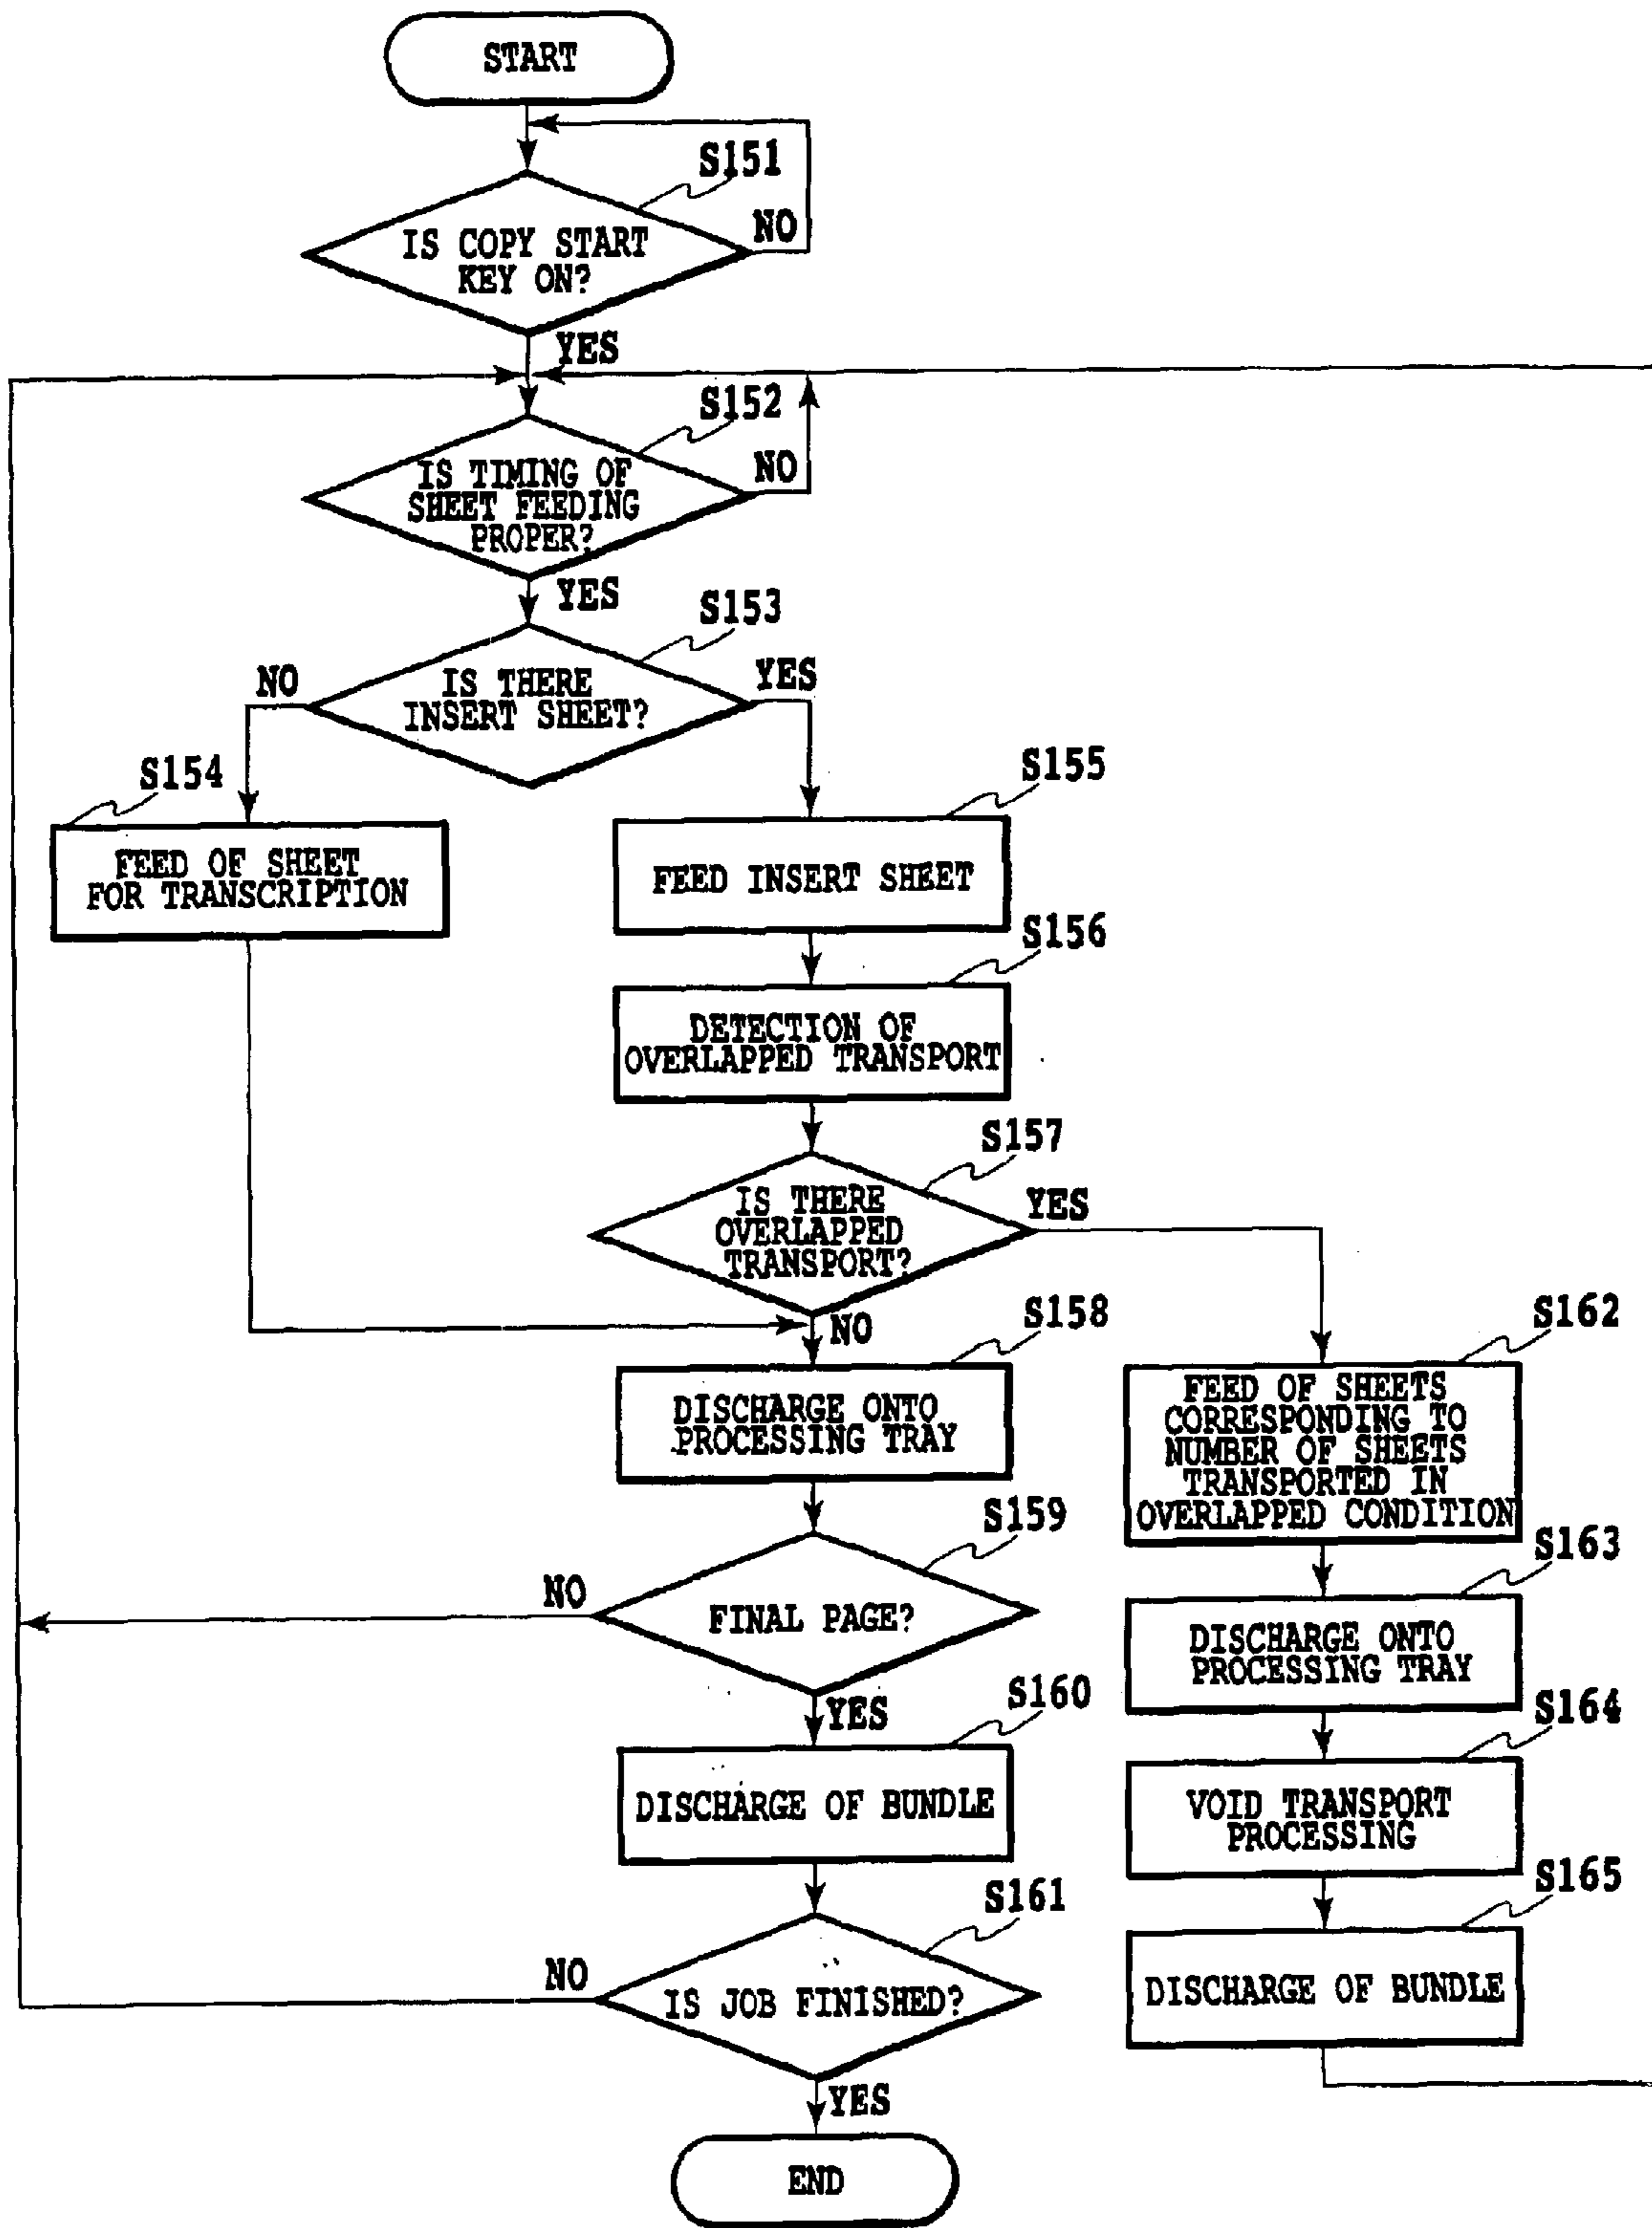 START
S151
IS COPY START
KEY ON?
NO
YES
S152
IS TIMING OF
SHEET FEEDING
PROPER?
NO
YES
S153
IS THERE
INSERT SHEET?
NO
YES
S154
FEED OF SHEET
FOR TRANSCRIPTION
S155
FEED INSERT SHEET
S156
DETECTION OF
OVERLAPPED TRANSPORT
S157
IS THERE
OVERLAPPED
TRANSPORT?
YES
NO
S158
DISCHARGE ONTO
PROCESSING TRAY
S159
FINAL PAGE?
NO
YES
S160
DISCHARGE OF BUNDLE
S161
IS JOB FINISHED?
NO
YES
END
S162
FEED OF SHEETS
CORRESPONDING TO
NUMBER OF SHEETS
TRANSPORTED IN
OVERLAPPED CONDITION
S163
DISCHARGE ONTO
PROCESSING TRAY
S164
VOID TRANSPORT
PROCESSING
S165
DISCHARGE OF BUNDLE